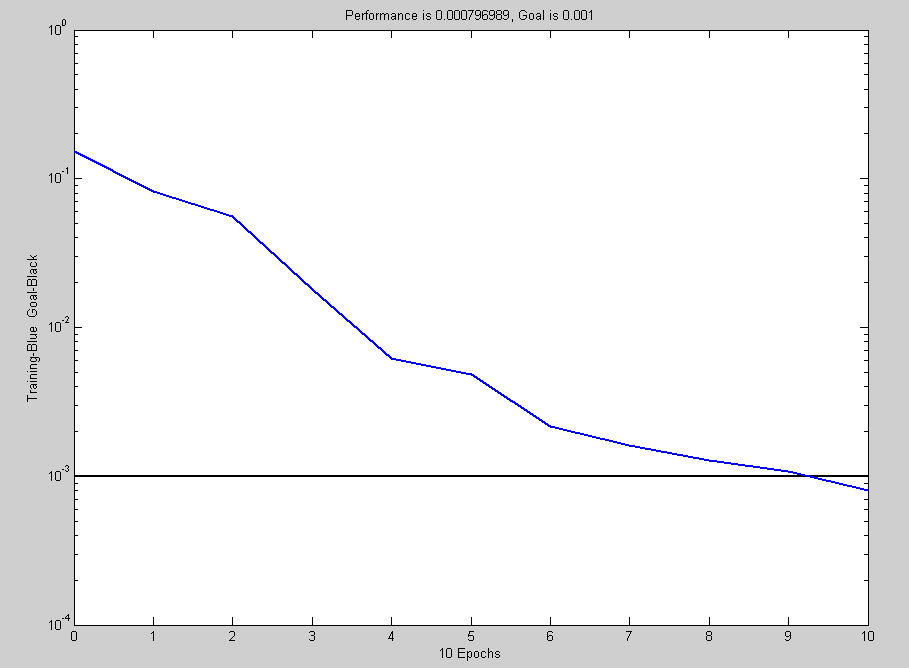 Performance is 0.000796989, Goal is 0.001
10^0
10^-1
10^-2
10^-3
10^-4
Training-Blue Goal-Black
0 1 2 3 4 5 6 7 8 9 10
10 Epochs